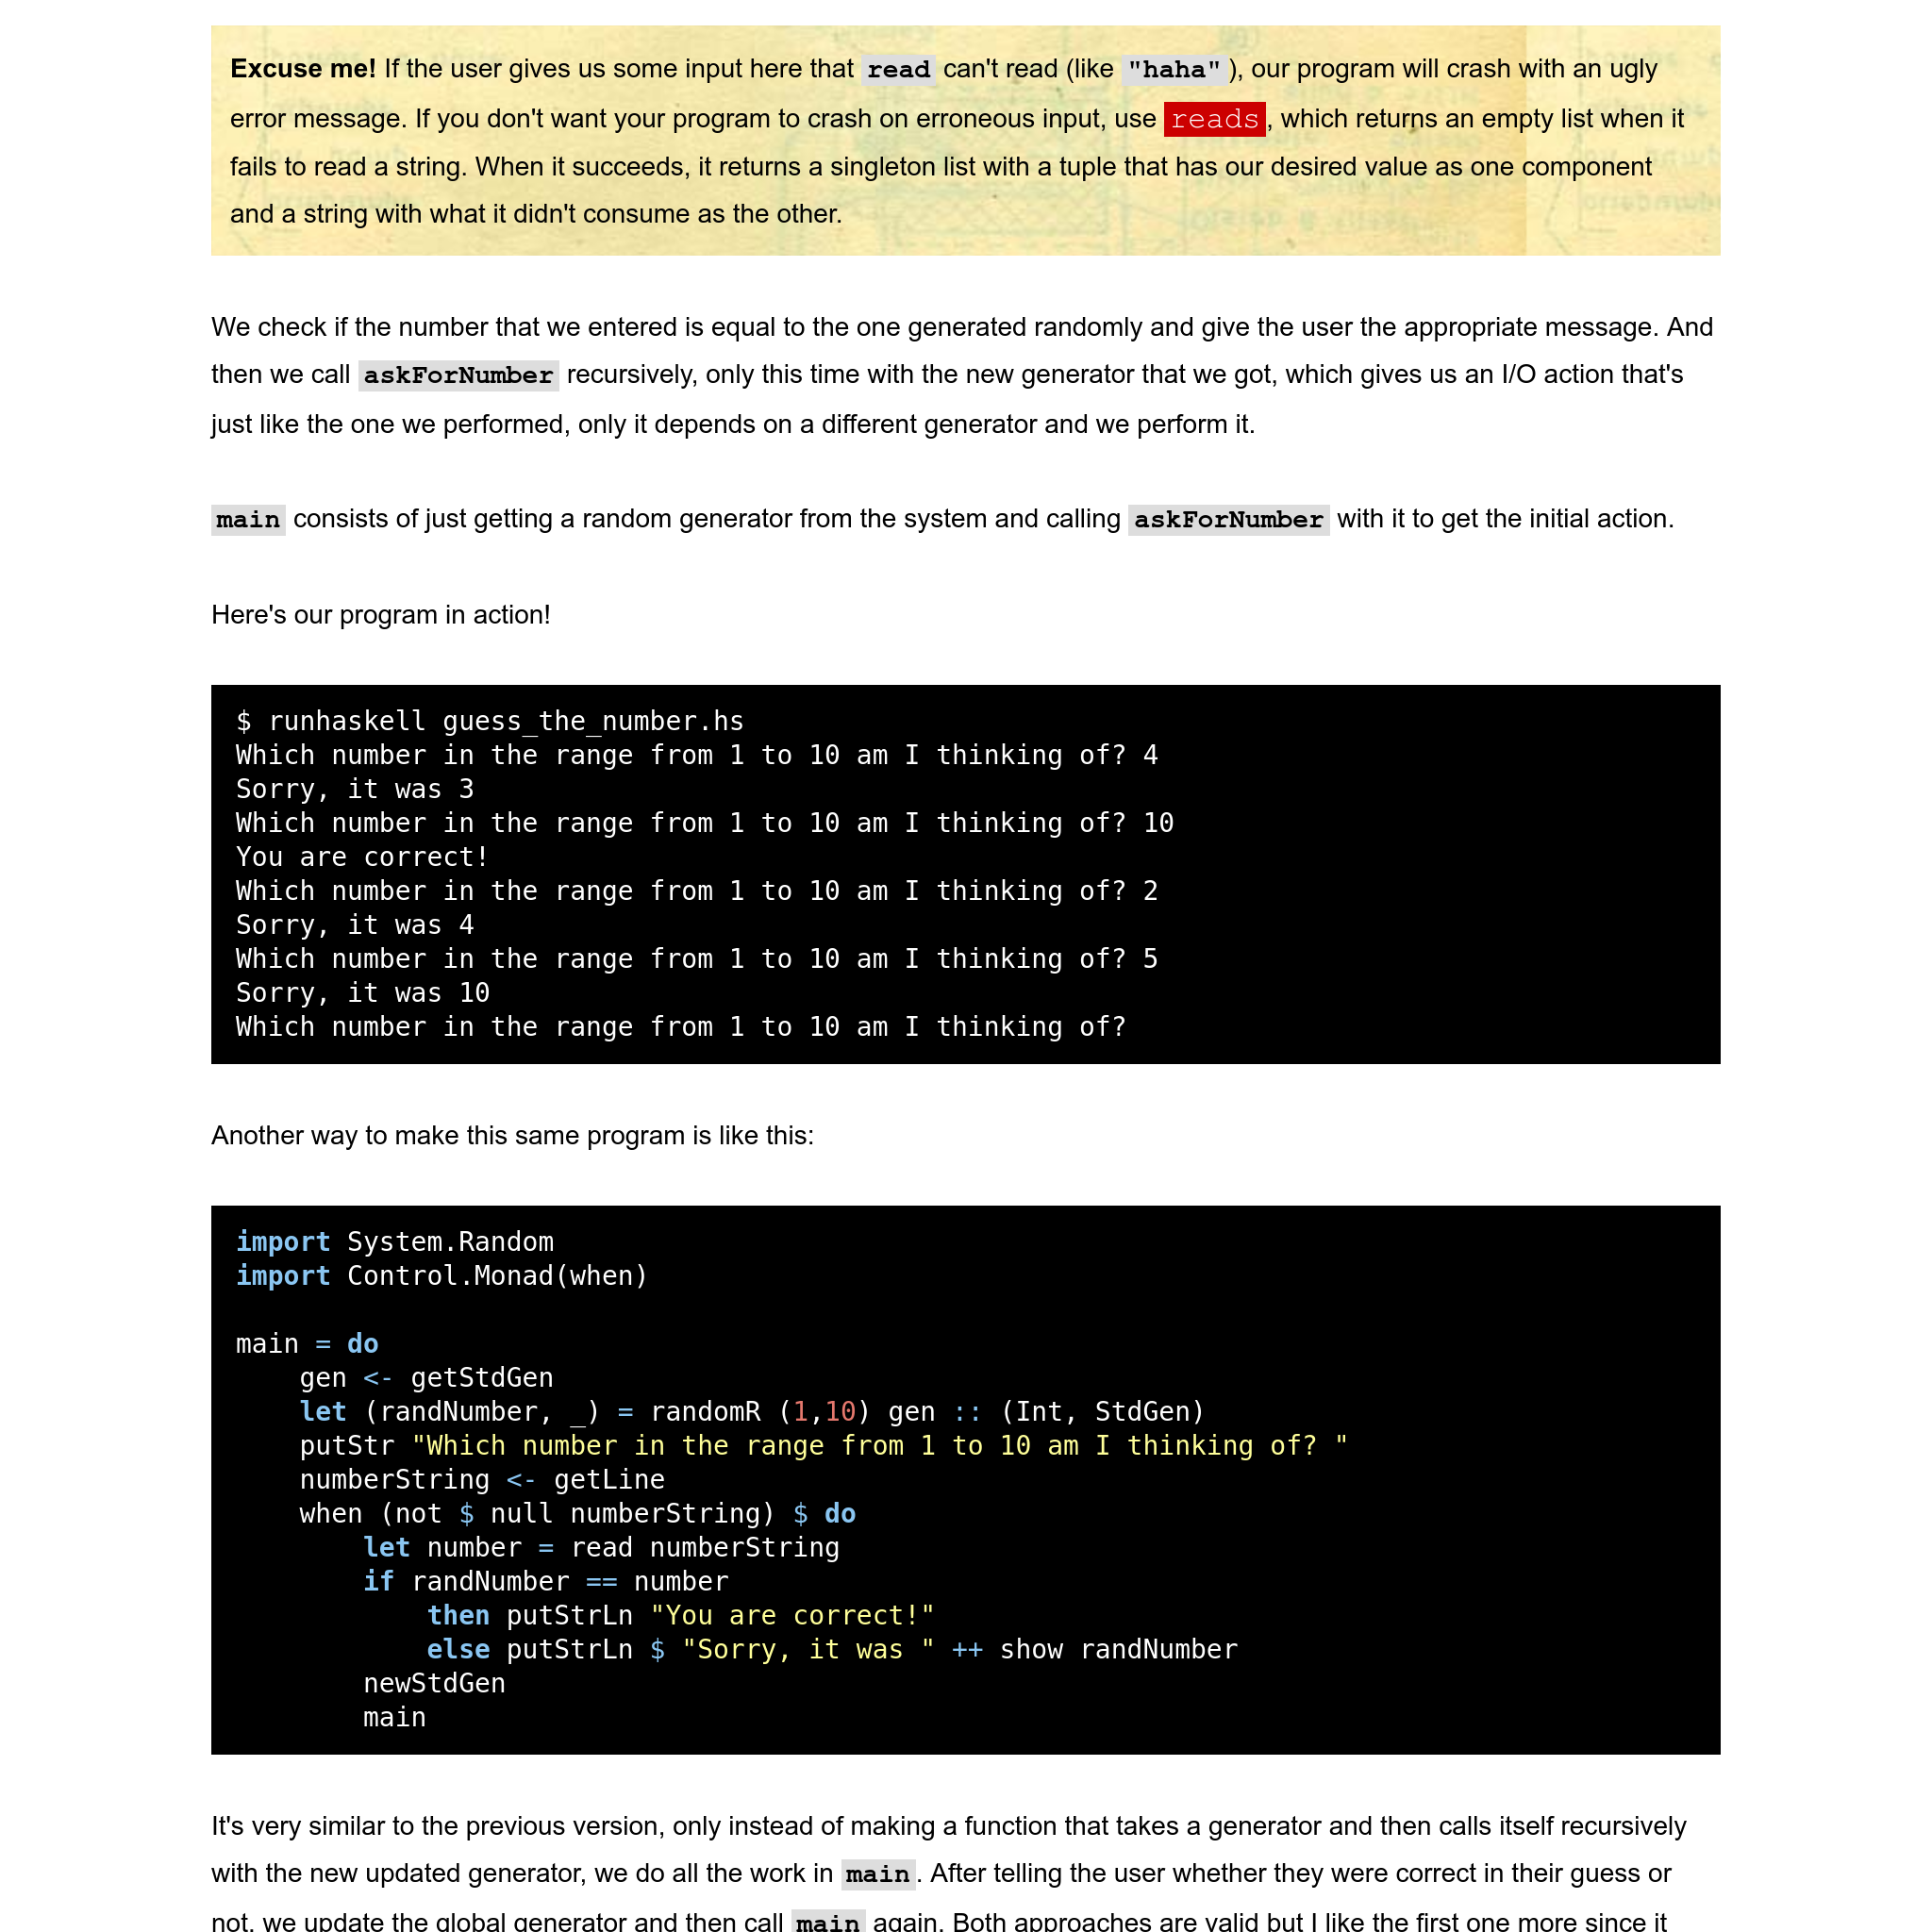 Excuse me! If the user gives us some input here that read can't read (like "haha"), our program will crash with an ugly
error message. If you don't want your program to crash on erroneous input, use reads, which returns an empty list when it
fails to read a string. When it succeeds, it returns a singleton list with a tuple that has our desired value as one component
and a string with what it didn't consume as the other.
We check if the number that we entered is equal to the one generated randomly and give the user the appropriate message. And
then we call askForNumber recursively, only this time with the new generator that we got, which gives us an I/O action that's
just like the one we performed, only it depends on a different generator and we perform it.
main consists of just getting a random generator from the system and calling askForNumber with it to get the initial action.
Here's our program in action!
$ runhaskell guess_the_number.hs
Which number in the range from 1 to 10 am I thinking of? 4
Sorry, it was 3
Which number in the range from 1 to 10 am I thinking of? 10
You are correct!
Which number in the range from 1 to 10 am I thinking of? 2
Sorry, it was 4
Which number in the range from 1 to 10 am I thinking of? 5
Sorry, it was 10
Which number in the range from 1 to 10 am I thinking of?
Another way to make this same program is like this:
import System.Random
import Control.Monad(when)
main = do
    gen <- getStdGen
    let (randNumber, _) = randomR (1,10) gen :: (Int, StdGen)
    putStr "Which number in the range from 1 to 10 am I thinking of? "
    numberString <- getLine
    when (not $ null numberString) $ do
        let number = read numberString
        if randNumber == number
            then putStrLn "You are correct!"
            else putStrLn $ "Sorry, it was " ++ show randNumber
        newStdGen
        main
It's very similar to the previous version, only instead of making a function that takes a generator and then calls itself recursively
with the new updated generator, we do all the work in main. After telling the user whether they were correct in their guess or
not, we update the global generator and then call main again. Both approaches are valid but I like the first one more since it